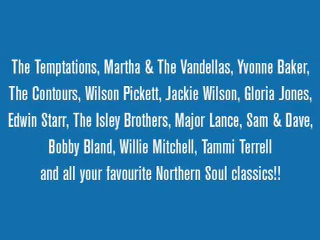 The Temptations, Martha & The Vandellas, Yvonne Baker,
The Contours, Wilson Pickett, Jackie Wilson, Gloria Jones,
Edwin Starr, The Isley Brothers, Major Lance, Sam & Dave,
Bobby Bland, Willie Mitchell, Tammi Terrell
and all your favourite Northern Soul classics!!